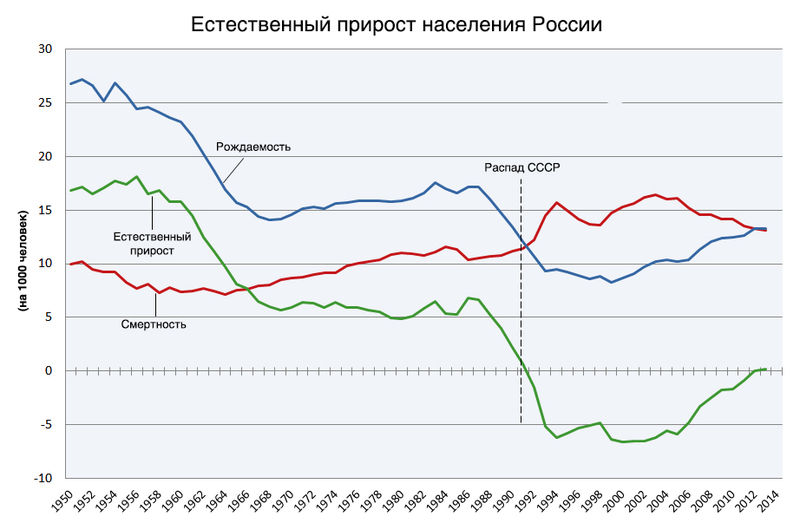 Естественный прирост населения России
30
25
20
15
10
5
0
-5
-10
(на 1000 человек)
Рождаемость
Распад СССР
Естественный
прирост
Смертность
1950 1952 1954 1956 1958 1960 1962 1964 1966 1968 1970 1972 1974 1976 1978 1980 1982 1984 1986 1988 1990 1992 1994 1996 1998 2000 2002 2004 2006 2008 2010 2012 2014